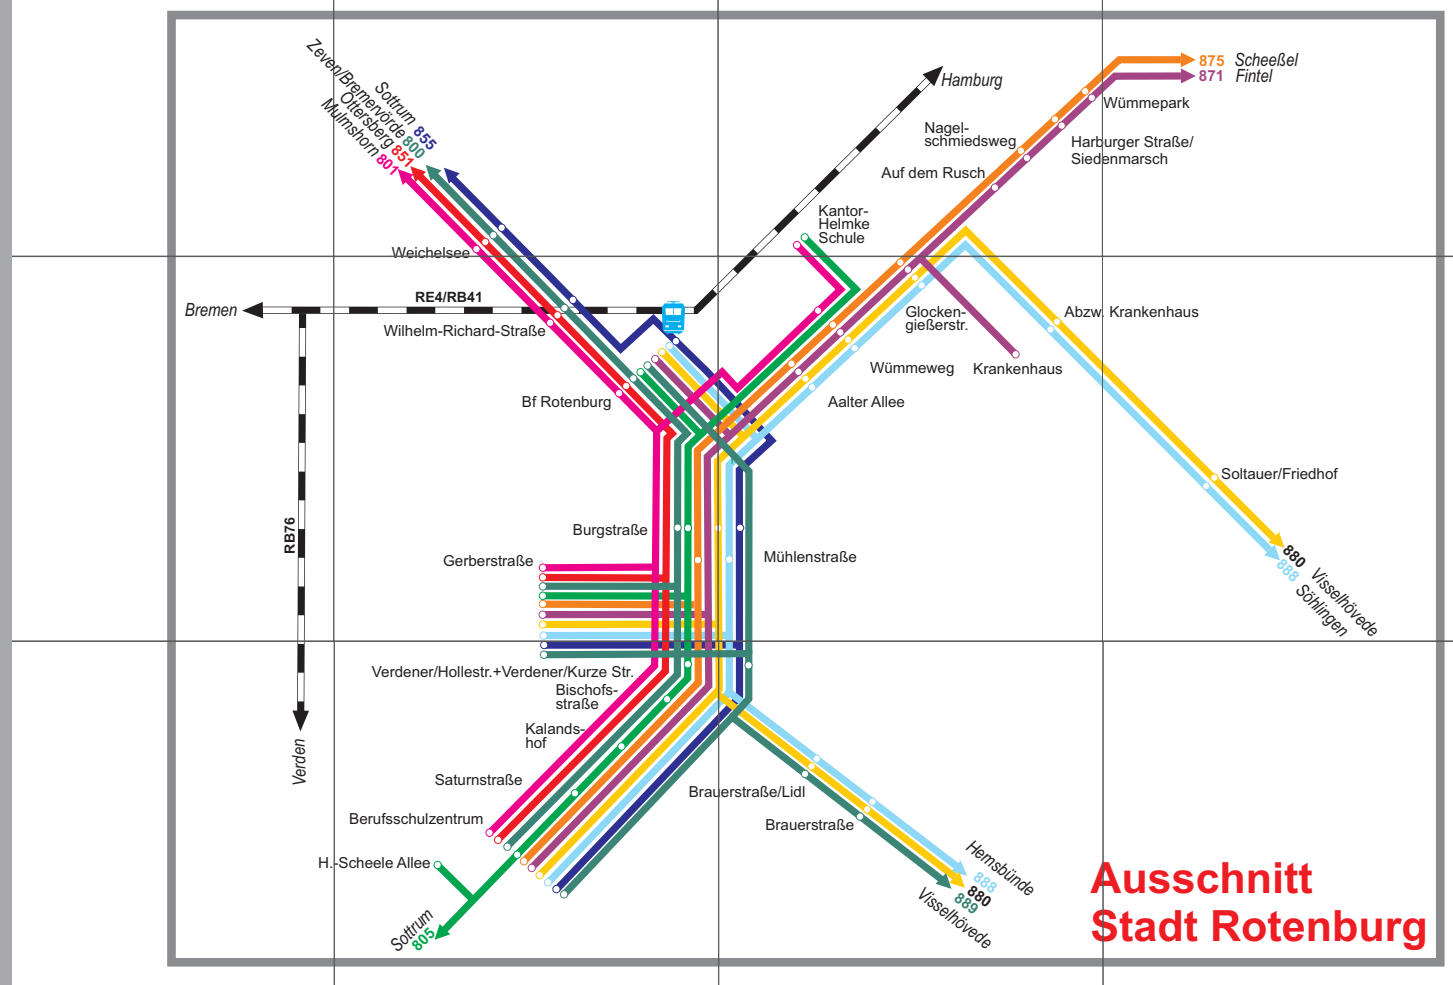 875 Scheeßel
871 Fintel
Wümmepark
Hamburg
Nagel-
schmiedsweg
Harburger Straße/
Siedenmarsch
Auf dem Rusch
Sottrum 855
Zeven/Bremervörde 800
Ottersberg 851
Mulmshorn 801
Kantor-
Helmke
Schule
Weichelsee
RE4/RB41
Bremen
Wilhelm-Richard-Straße
Glocken-
gießerstr.
Abzw. Krankenhaus
Wümmeweg
Krankenhaus
Bf Rotenburg
Aalter Allee
Soltauer/Friedhof
RB76
Burgstraße
Mühlenstraße
Gerberstraße
880 Visselhövede
888 Söhlingen
Verdener/Hollestr.+Verdener/Kurze Str.
Bischofs-
straße
Kalands-
hof
Verden
Saturnstraße
Brauerstraße/Lidl
Berufsschulzentrum
Brauerstraße
H.-Scheele Allee
Hemsbünde
888
880
889
Visselhövede
Sottrum
805
Ausschnitt
Stadt Rotenburg